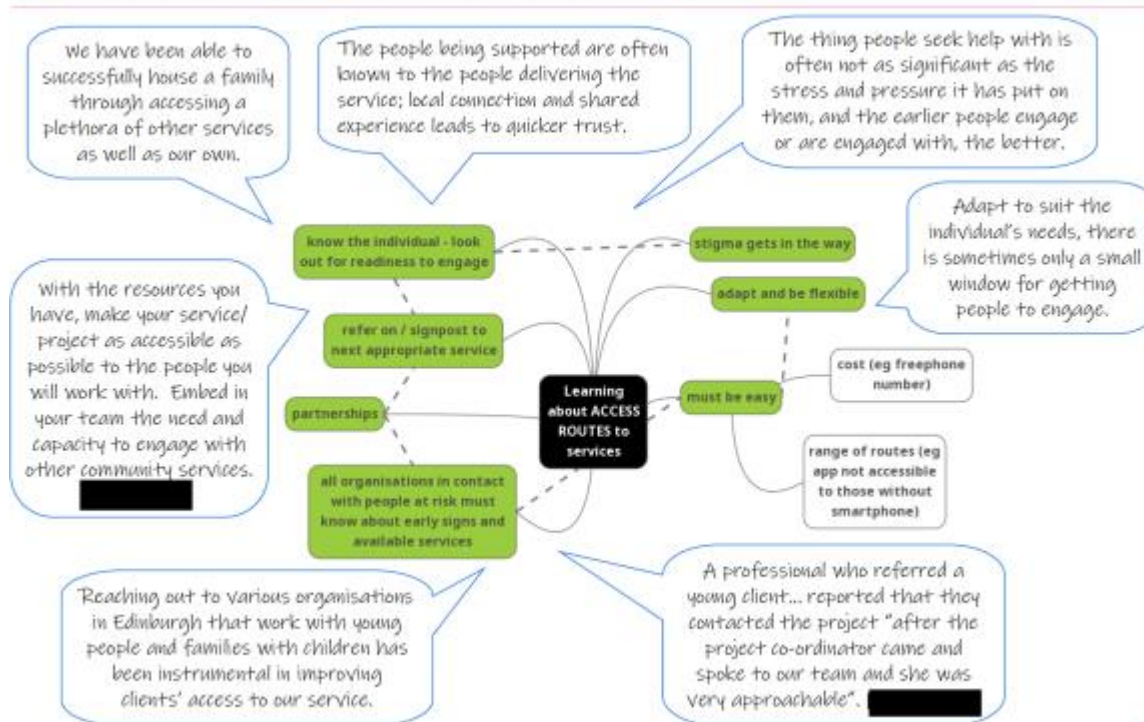 We have been able to
successfully house a family
through accessing a
plethora of other services
as well as our own.
The people being supported are often
known to the people delivering the
service; local connection and shared
experience leads to quicker trust.
The thing people seek help with is
often not as significant as the
stress and pressure it has put on
them, and the earlier people engage
or are engaged with, the better.
Adapt to suit the
individual's needs, there
is sometimes only a small
window for getting
people to engage.
know the individual - look
out for readiness to engage
stigma gets in the way
adapt and be flexible
With the resources you
have, make your service/
project as accessible as
possible to the people you
will work with. Embed in
your team the need and
capacity to engage with
other community services.
refer on / signpost to
next appropriate service
partnerships
Learning
about ACCESS
ROUTES to
services
must be easy
cost (eg freephone
number)
range of routes (eg
app not accessible
to those without
smartphone)
all organisations in contact
with people at risk must
know about early signs and
available services
Reaching out to various organisations
in Edinburgh that work with young
people and families with children has
been instrumental in improving
clients' access to our service.
A professional who referred a
young client... reported that they
contacted the project "after the
project co-ordinator came and
spoke to our team and she was
very approachable".